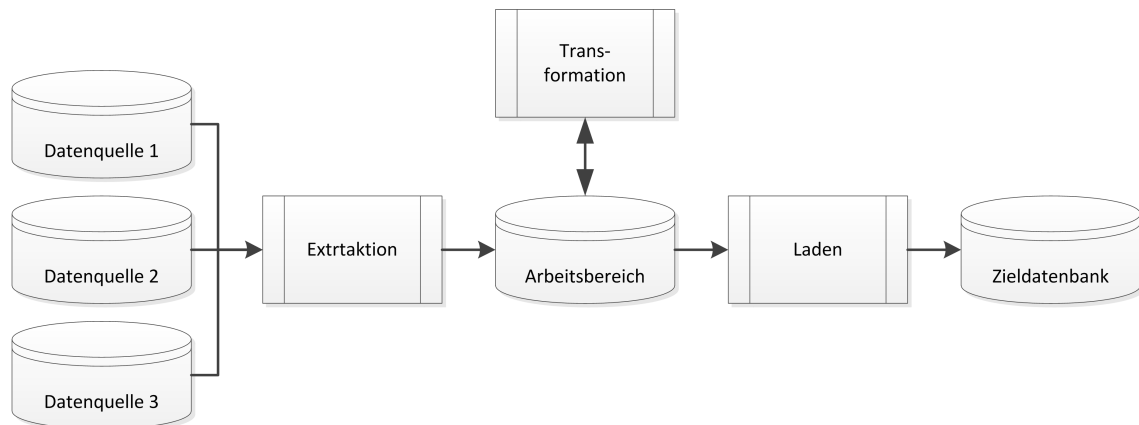 Trans-
formation
Datenquelle 1
Datenquelle 2
Datenquelle 3
Extrtaktion
Arbeitsbereich
Laden
Zieldatenbank